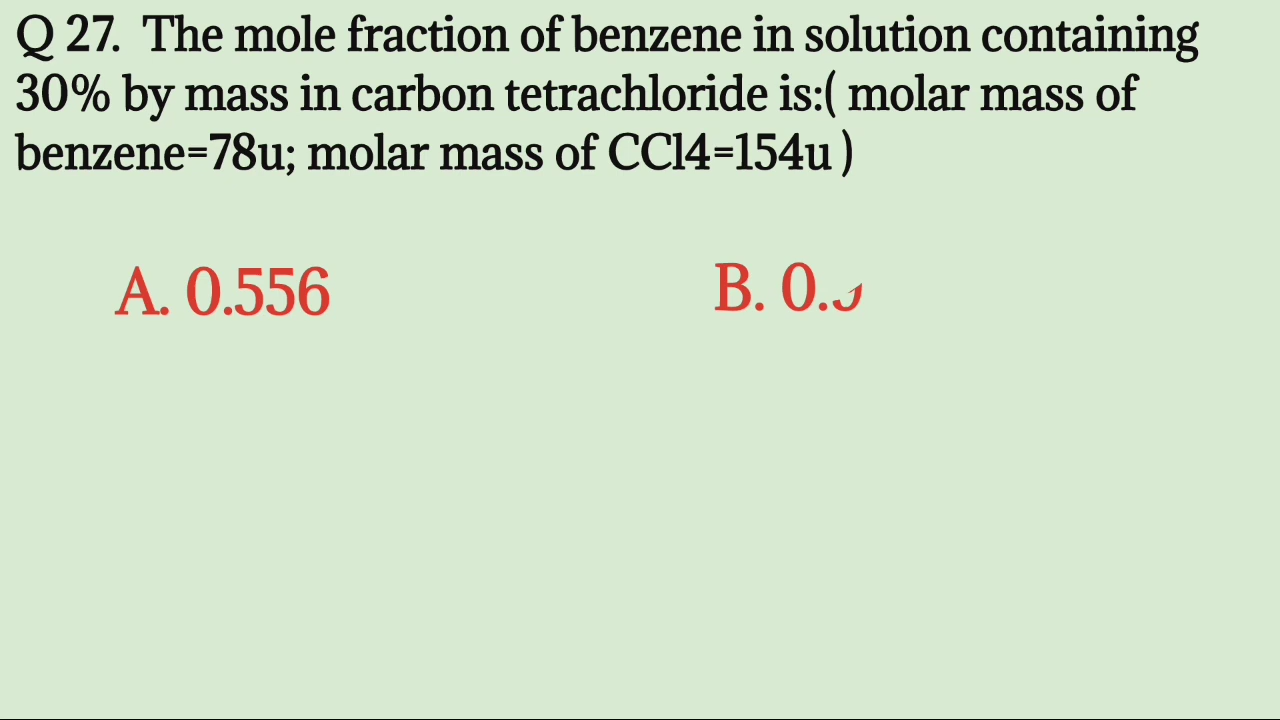 Q 27. The mole fraction of benzene in solution containing
30% by mass in carbon tetrachloride is:( molar mass of
benzene=78u; molar mass of CCl4=154u )
A. 0.556
B. 0.